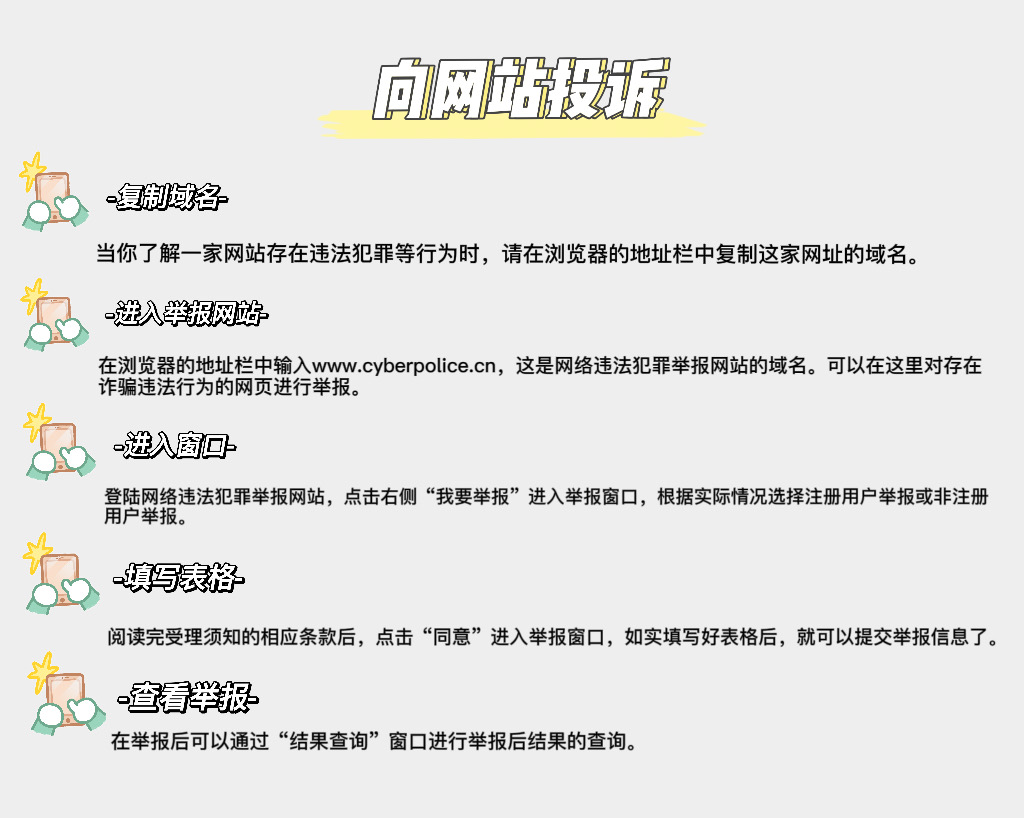 向网站投诉
-复制域名-
当你了解一家网站存在违法犯罪等行为时，请在浏览器的地址栏中复制这家网址的域名。
-进入举报网站-
在浏览器的地址栏中输入www.cyberpolice.cn，这是网络违法犯罪举报网站的域名。可以在这里对存在
诈骗违法行为的网页进行举报。
-进入窗口-
登陆网络违法犯罪举报网站，点击右侧“我要举报”进入举报窗口，根据实际情况选择注册用户举报或非注册
用户举报。
-填写表格-
阅读完受理须知的相应条款后，点击“同意”进入举报窗口，如实填写好表格后，就可以提交举报信息了。
-查看举报-
在举报后可以通过“结果查询”窗口进行举报后结果的查询。